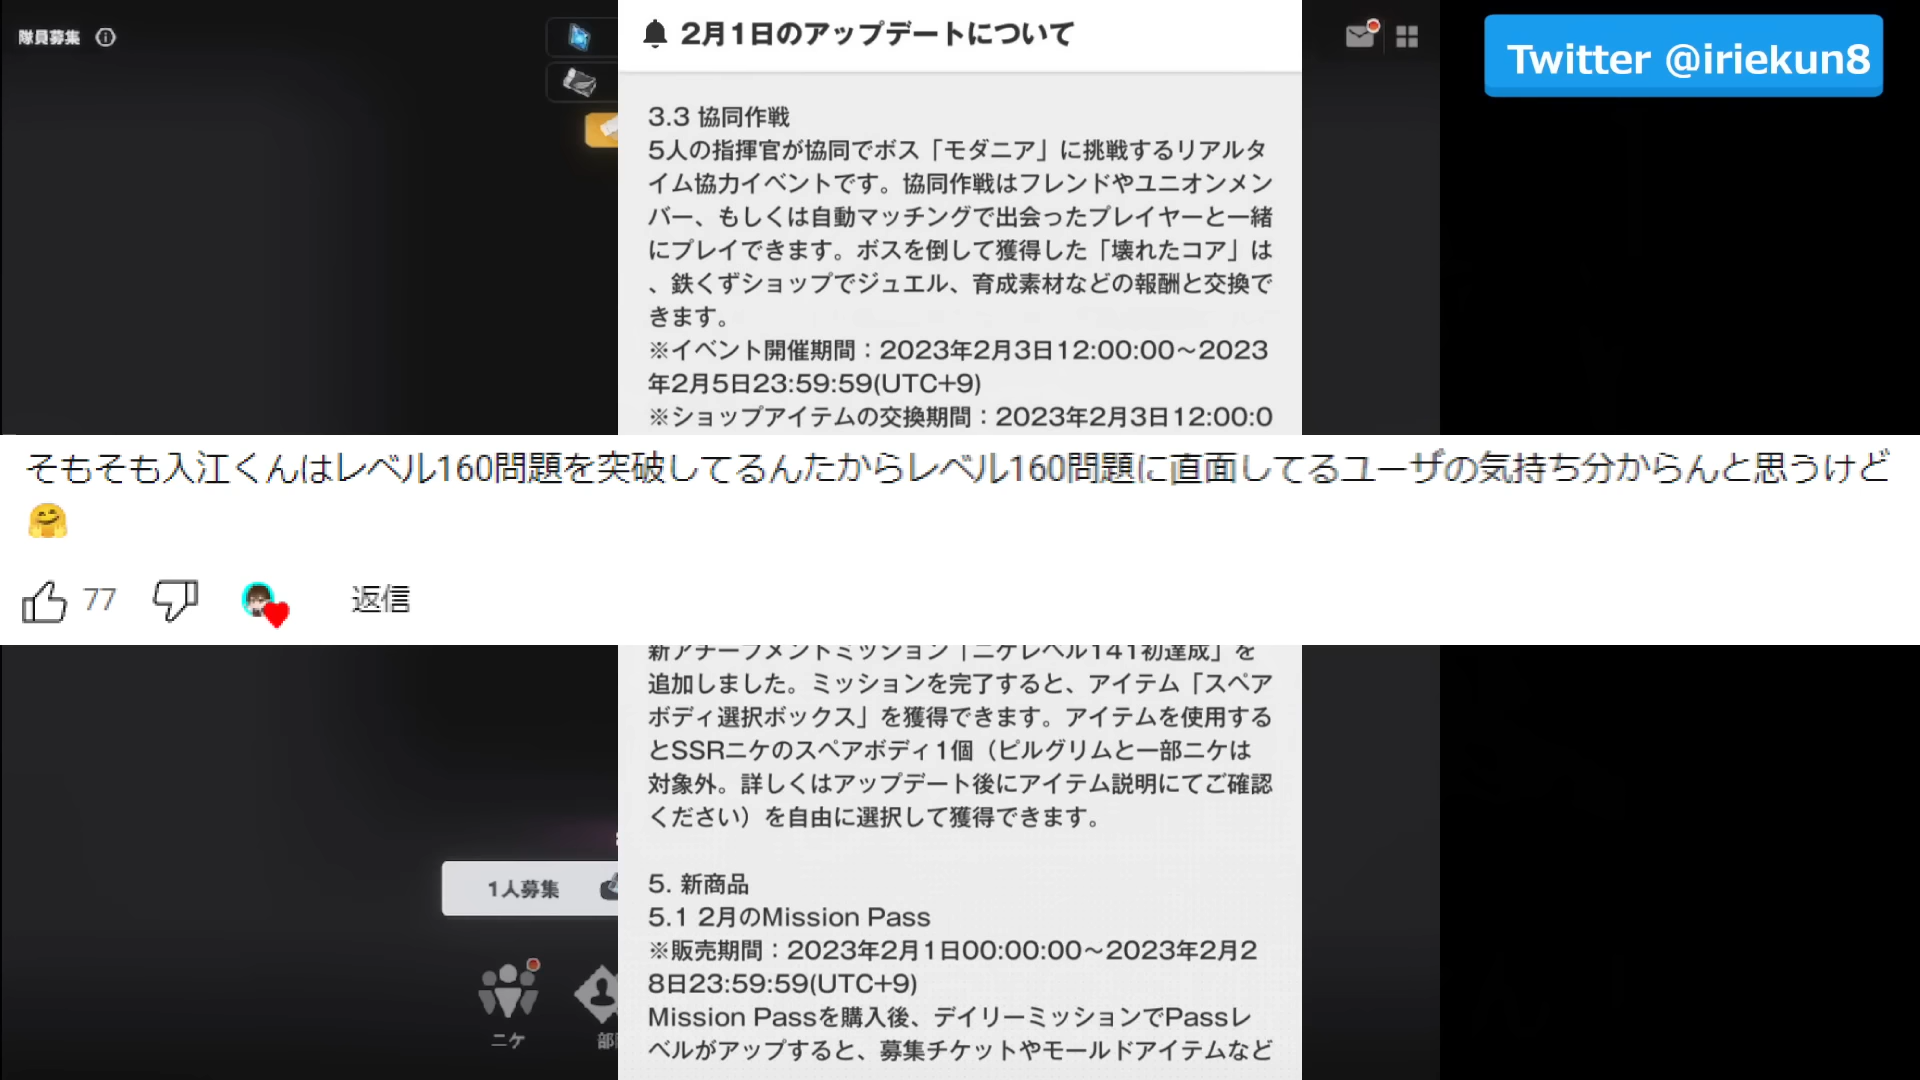 隊員募集
2月1日のアップデートについて
Twitter @iriekun8
3.3 協同作戦
5人の指揮官が協同でボス「モダニア」に挑戦するリアルタ
イム協力イベントです。協同作戦はフレンドやユニオンメン
バー、もしくは自動マッチングで出会ったプレイヤーと一緒
にプレイできます。ボスを倒して獲得した「壊れたコア」は
、鉄くずショップでジュエル、育成素材などの報酬と交換で
きます。
※イベント開催期間：2023年2月3日12:00:00～2023
年2月5日23:59:59(UTC+9)
※ショップアイテムの交換期間：2023年2月3日12:00:0
そもそも入江くんはレベル160問題を突破してるんたからレベル160問題に直面してるユーザの気持ち分からんと思うけど
🤗
77
返信
新アチーブメントミッション「ニケレベル141初達成」を
追加しました。ミッションを完了すると、アイテム「スペア
ボディ選択ボックス」を獲得できます。アイテムを使用する
とSSRニケのスペアボディ1個（ピルグリムと一部ニケは
対象外。詳しくはアップデート後にアイテム説明にてご確認
ください）を自由に選択して獲得できます。
5. 新商品
5.1 2月のMission Pass
※販売期間：2023年2月1日00:00:00～2023年2月2
8日23:59:59(UTC+9)
Mission Passを購入後、デイリーミッションでPassレ
ベルがアップすると、募集チケットやモールドアイテムなど
1人募集
ニケ